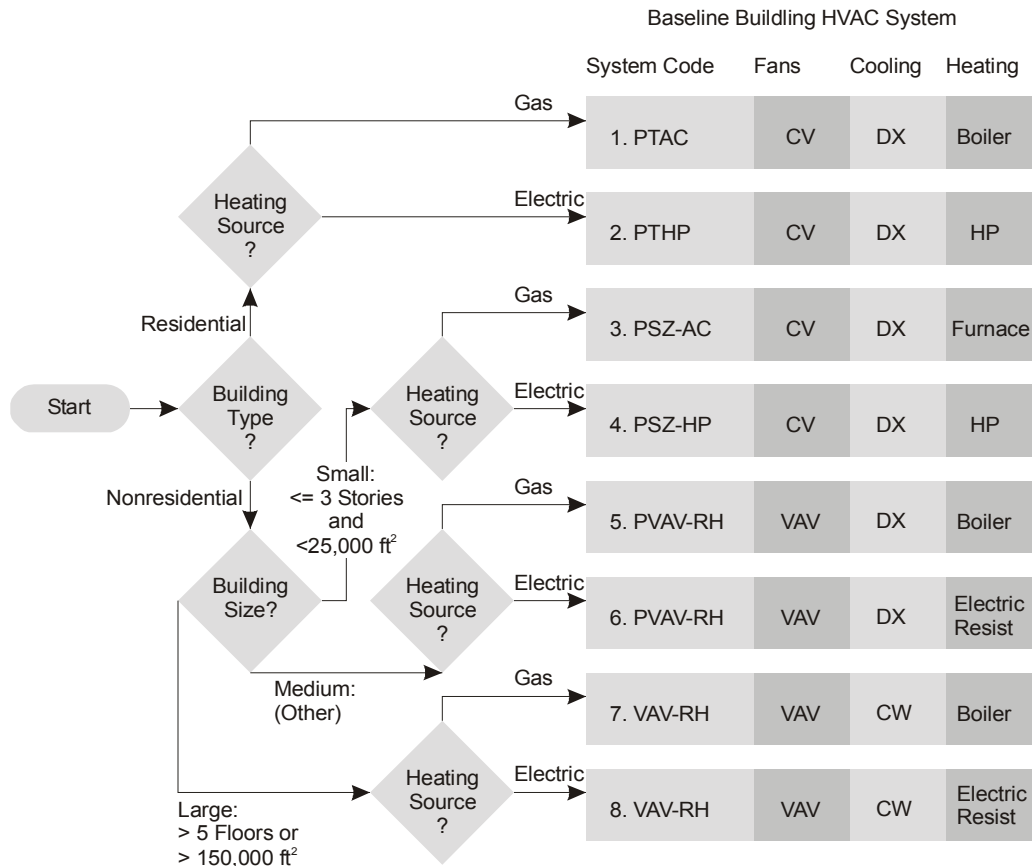 Baseline Buildling HVAC System
System Code Fans Cooling Heating
Gas
1. PTAC CV DX Boiler
Heating
Source
?
Electric
2. PTHP CV DX HP
Residential
Gas
3. PSZ-AC CV DX Furnace
Start
Building
Type
?
Heating
Source
?
Electric
4. PSZ-HP CV DX HP
Nonresidential
Small:
<= 3 Stories
and
<25,000 ft²
Gas
5. PVAV-RH VAV DX Boiler
Building
Size?
Heating
Source
?
Electric
6. PVAV-RH VAV DX Electric
Resist
Medium:
(Other)
Gas
7. VAV-RH VAV CW Boiler
Heating
Source
?
Electric
8. VAV-RH VAV CW Electric
Resist
Large:
> 5 Floors or
> 150,000 ft²